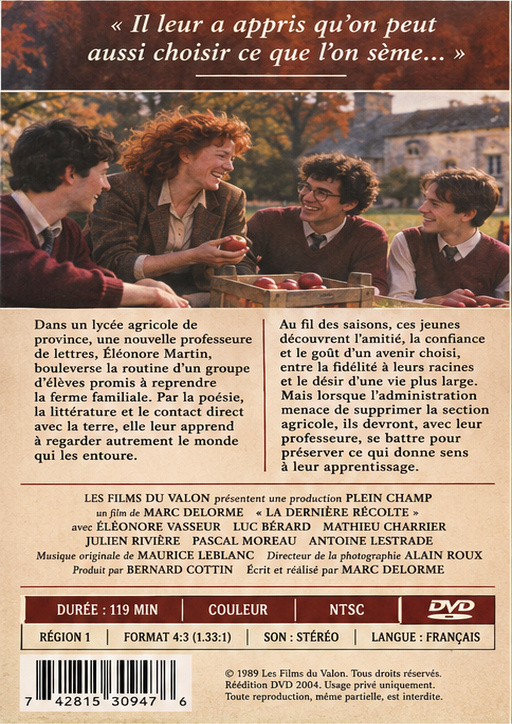 « Il leur a appris qu'on peut
aussi choisir ce que l'on sème... »
Dans un lycée agricole de
province, une nouvelle professeure
de lettres, Éléonore Martin,
bouleverse la routine d'un groupe
d'élèves promis à reprendre
la ferme familiale. Par la poésie,
la littérature et le contact direct
avec la terre, elle leur apprend
à regarder autrement le monde
qui les entoure.
Au fil des saisons, ces jeunes
découvrent l'amitié, la confiance
et le goût d'un avenir choisi,
entre la fidélité à leurs racines
et le désir d'une vie plus large.
Mais lorsque l'administration
menace de supprimer la section
agricole, ils devront, avec leur
professeure, se battre pour
préserver ce qui donne sens
à leur apprentissage.
LES FILMS DU VALON présentent une production PLEIN CHAMP
un film de MARC DELORME « LA DERNIÈRE RÉCOLTE »
avec ÉLÉONORE VASSEUR LUC BÉRARD MATHIEU CHARRIER
JULIEN RIVIÈRE PASCAL MOREAU ANTOINE LESTRADE
Musique originale de MAURICE LEBLANC Directeur de la photographie ALAIN ROUX
Produit par BERNARD COTTIN Écrit et réalisé par MARC DELORME
DURÉE : 119 MIN COULEUR NTSC DVD
RÉGION 1 FORMAT 4:3 (1.33:1) SON : STÉRÉO LANGUE : FRANÇAIS
7 42815 30947 6
© 1989 Les Films du Valon. Tous droits réservés.
Réédition DVD 2004. Usage privé uniquement.
Toute reproduction, même partielle, est interdite.